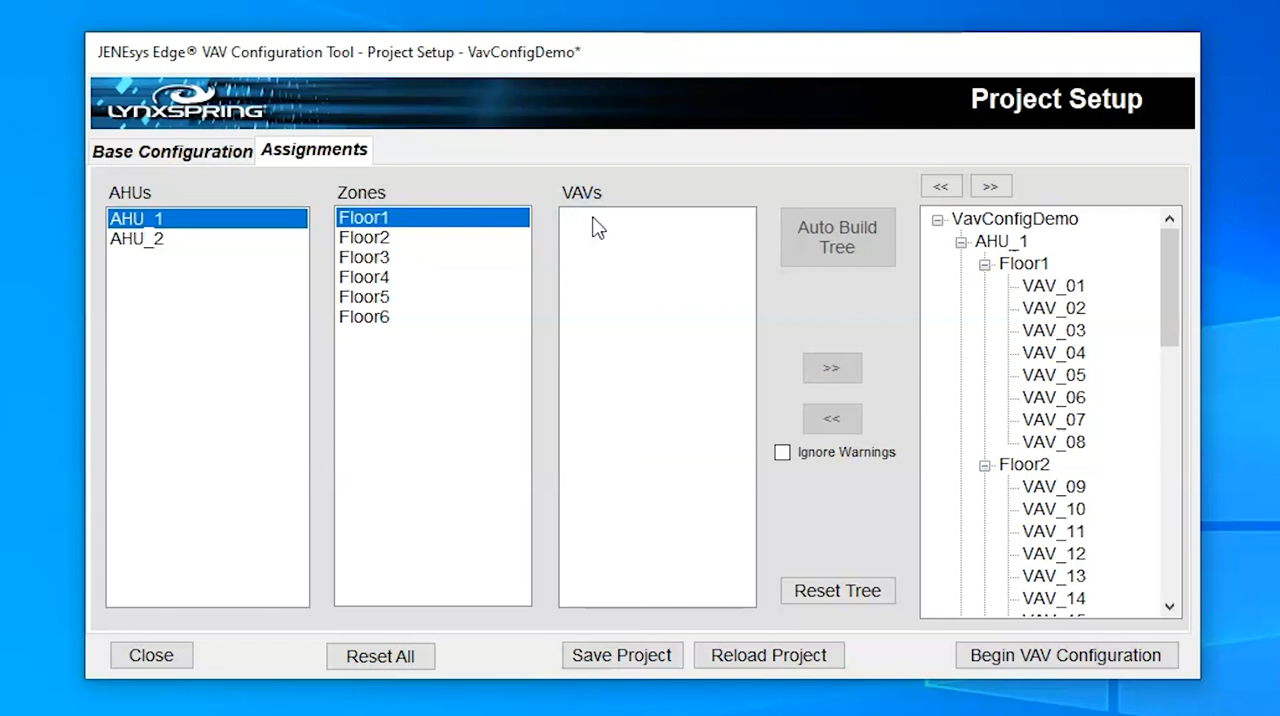 JENEsys Edge® VAV Configuration Tool - Project Setup - VavConfigDemo*
LYNXSPRING
Project Setup
Base Configuration
Assignments
AHUs
AHU_1
AHU_2
Zones
Floor1
Floor2
Floor3
Floor4
Floor5
Floor6
VAVs
Auto Build
Tree
>>
<<
Ignore Warnings
Reset Tree
<<
>>
VavConfigDemo
AHU_1
Floor1
VAV_01
VAV_02
VAV_03
VAV_04
VAV_05
VAV_06
VAV_07
VAV_08
Floor2
VAV_09
VAV_10
VAV_11
VAV_12
VAV_13
VAV_14
Close
Reset All
Save Project
Reload Project
Begin VAV Configuration